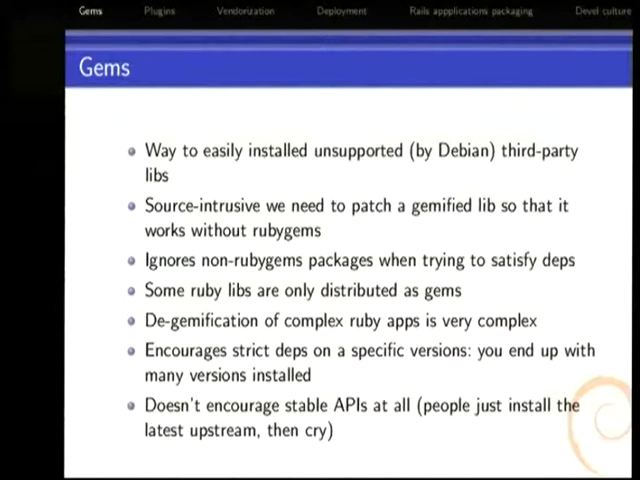 Gems Plugins Vendorization Deployment Rails appplications packaging Devel culture
Gems
Way to easily installed unsupported (by Debian) third-party
libs
Source-intrusive we need to patch a gemified lib so that it
works without rubygems
Ignores non-rubygems packages when trying to satisfy deps
Some ruby libs are only distributed as gems
De-gemification of complex ruby apps is very complex
Encourages strict deps on a specific versions: you end up with
many versions installed
Doesn't encourage stable APIs at all (people just install the
latest upstream, then cry)